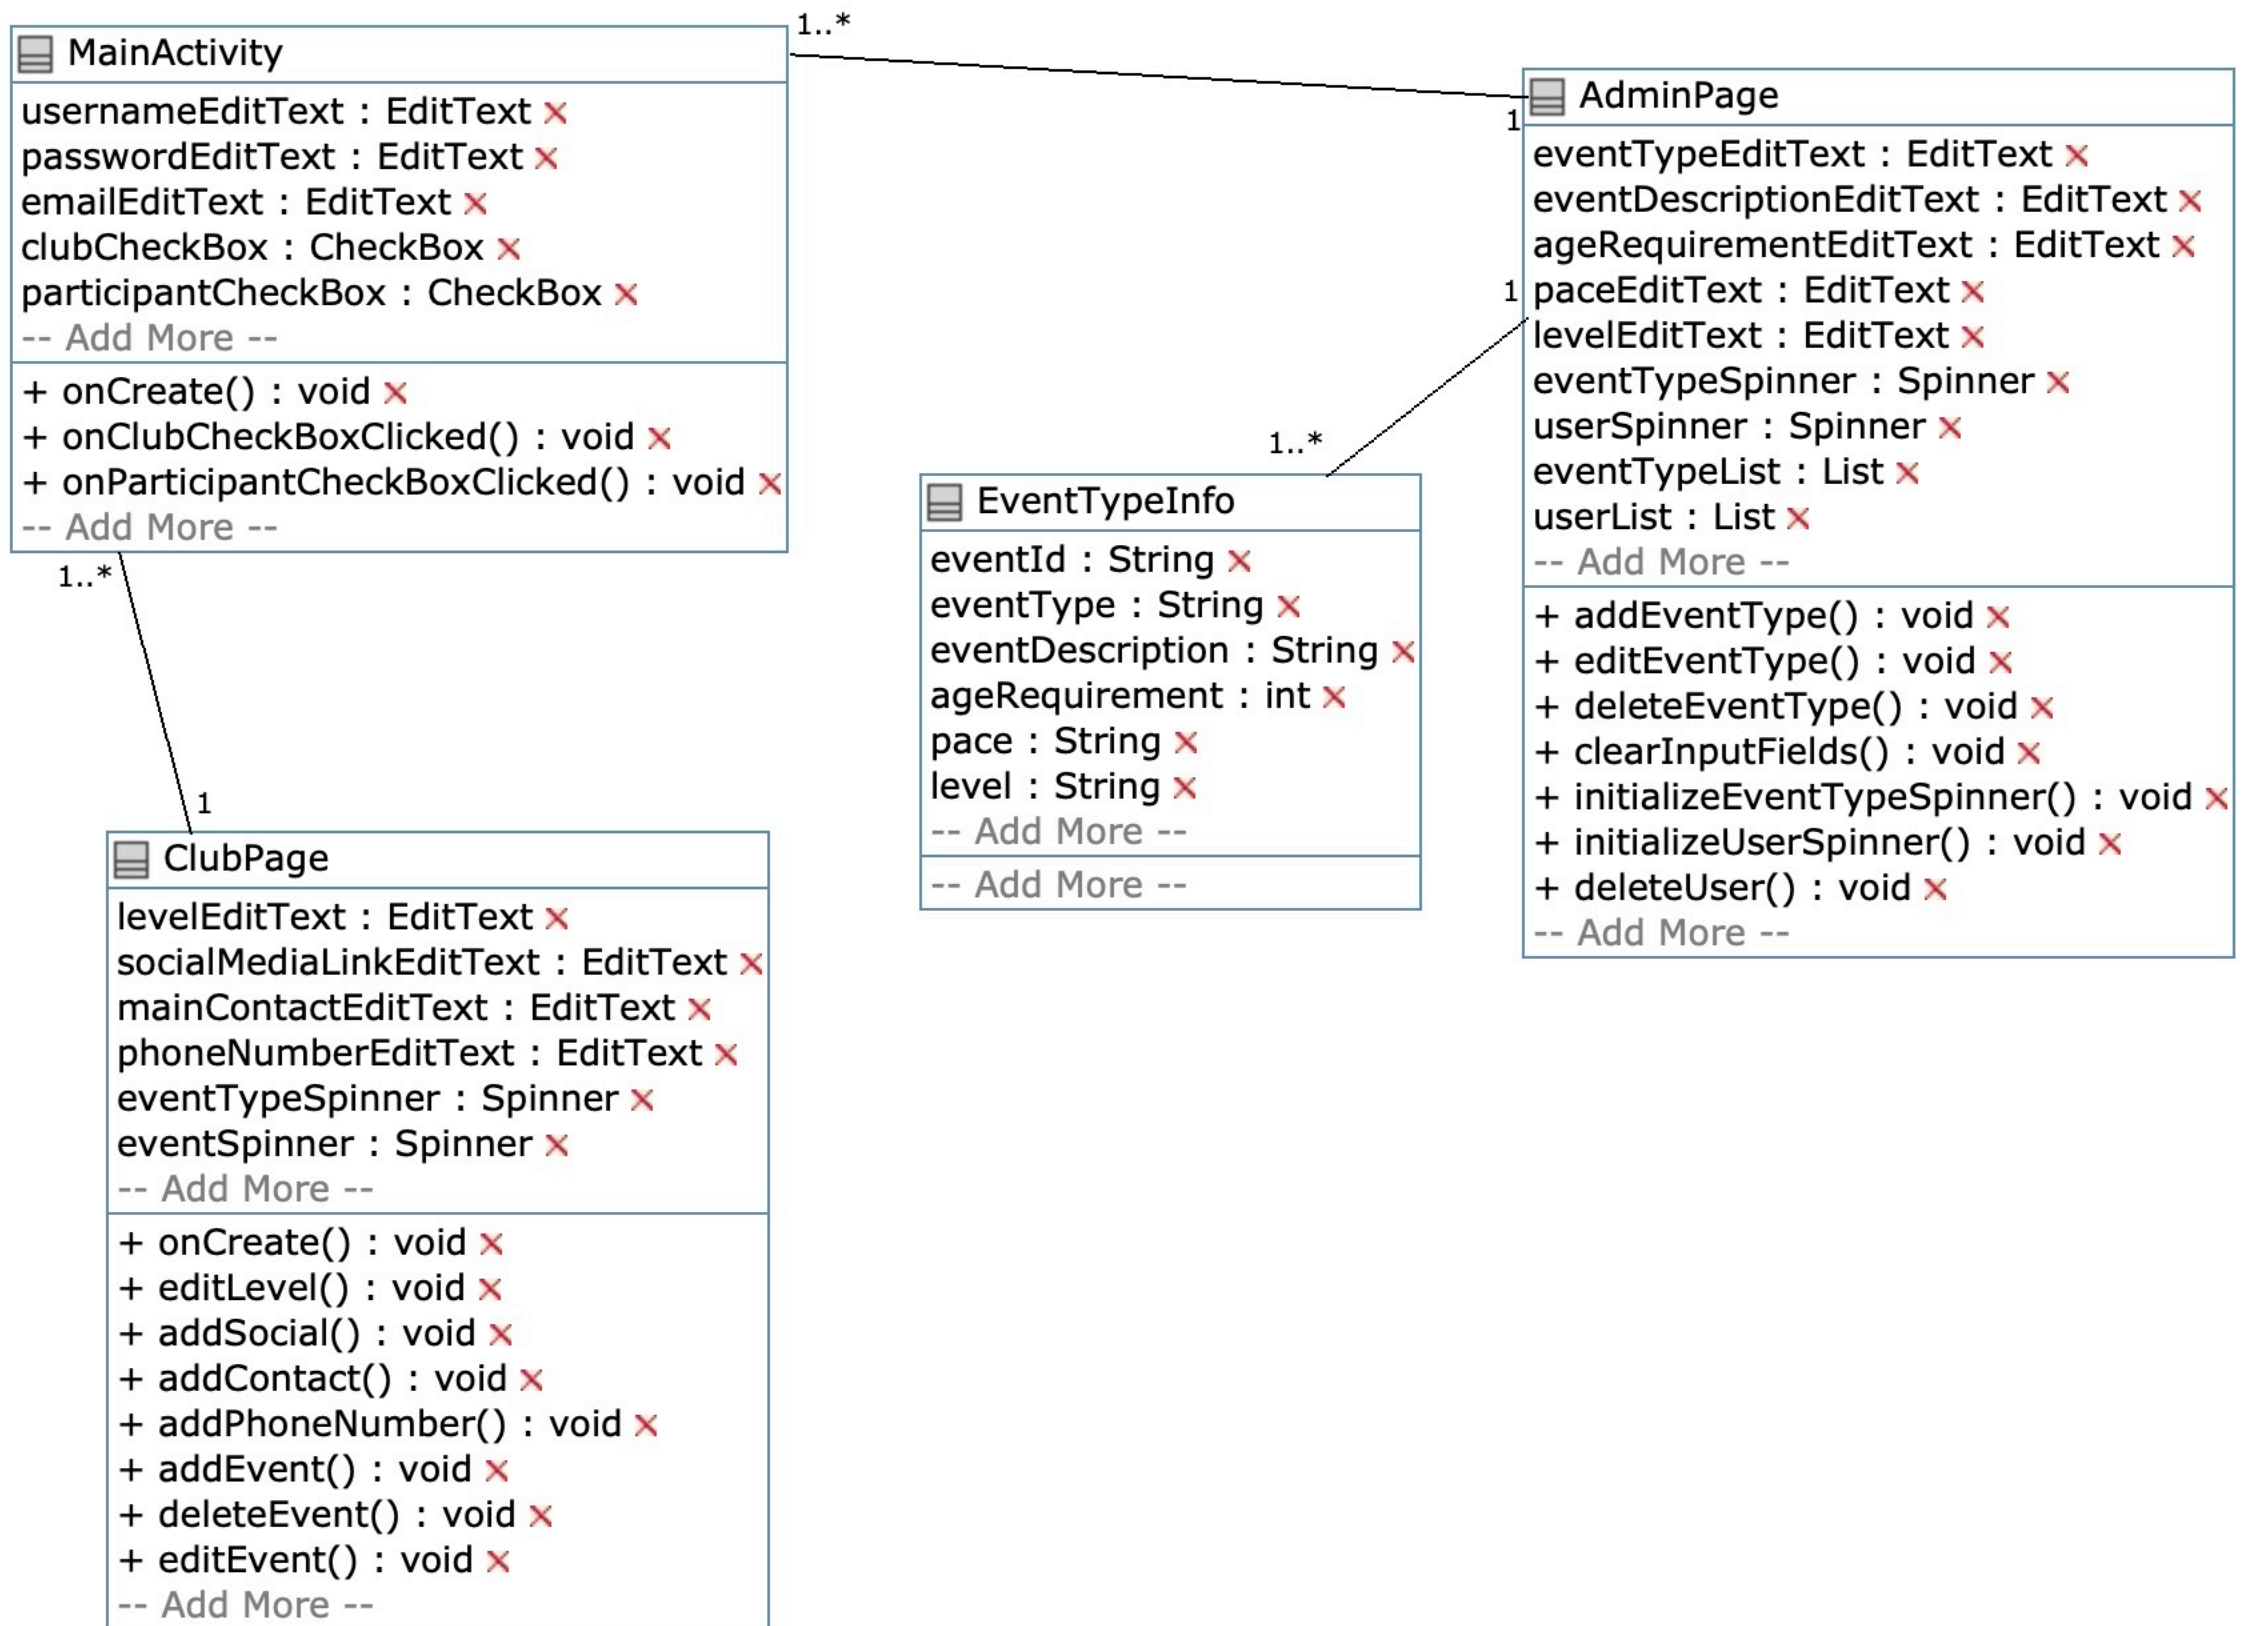 MainActivity
usernameEditText : EditText
passwordEditText : EditText
emailEditText : EditText
clubCheckBox : CheckBox
participantCheckBox : CheckBox
-- Add More --
+ onCreate() : void
+ onClubCheckBoxClicked() : void
+ onParticipantCheckBoxClicked() : void
-- Add More --
1..*
1
1..*
1
AdminPage
eventTypeEditText : EditText
eventDescriptionEditText : EditText
ageRequirementEditText : EditText
paceEditText : EditText
levelEditText : EditText
eventTypeSpinner : Spinner
userSpinner : Spinner
eventTypeList : List
userList : List
-- Add More --
+ addEventType() : void
+ editEventType() : void
+ deleteEventType() : void
+ clearInputFields() : void
+ initializeEventTypeSpinner() : void
+ initializeUserSpinner() : void
+ deleteUser() : void
-- Add More --
1
1..*
EventTypeInfo
eventId : String
eventType : String
eventDescription : String
ageRequirement : int
pace : String
level : String
-- Add More --
-- Add More --
ClubPage
levelEditText : EditText
socialMediaLinkEditText : EditText
mainContactEditText : EditText
phoneNumberEditText : EditText
eventTypeSpinner : Spinner
eventSpinner : Spinner
-- Add More --
+ onCreate() : void
+ editLevel() : void
+ addSocial() : void
+ addContact() : void
+ addPhoneNumber() : void
+ addEvent() : void
+ deleteEvent() : void
+ editEvent() : void
-- Add More --